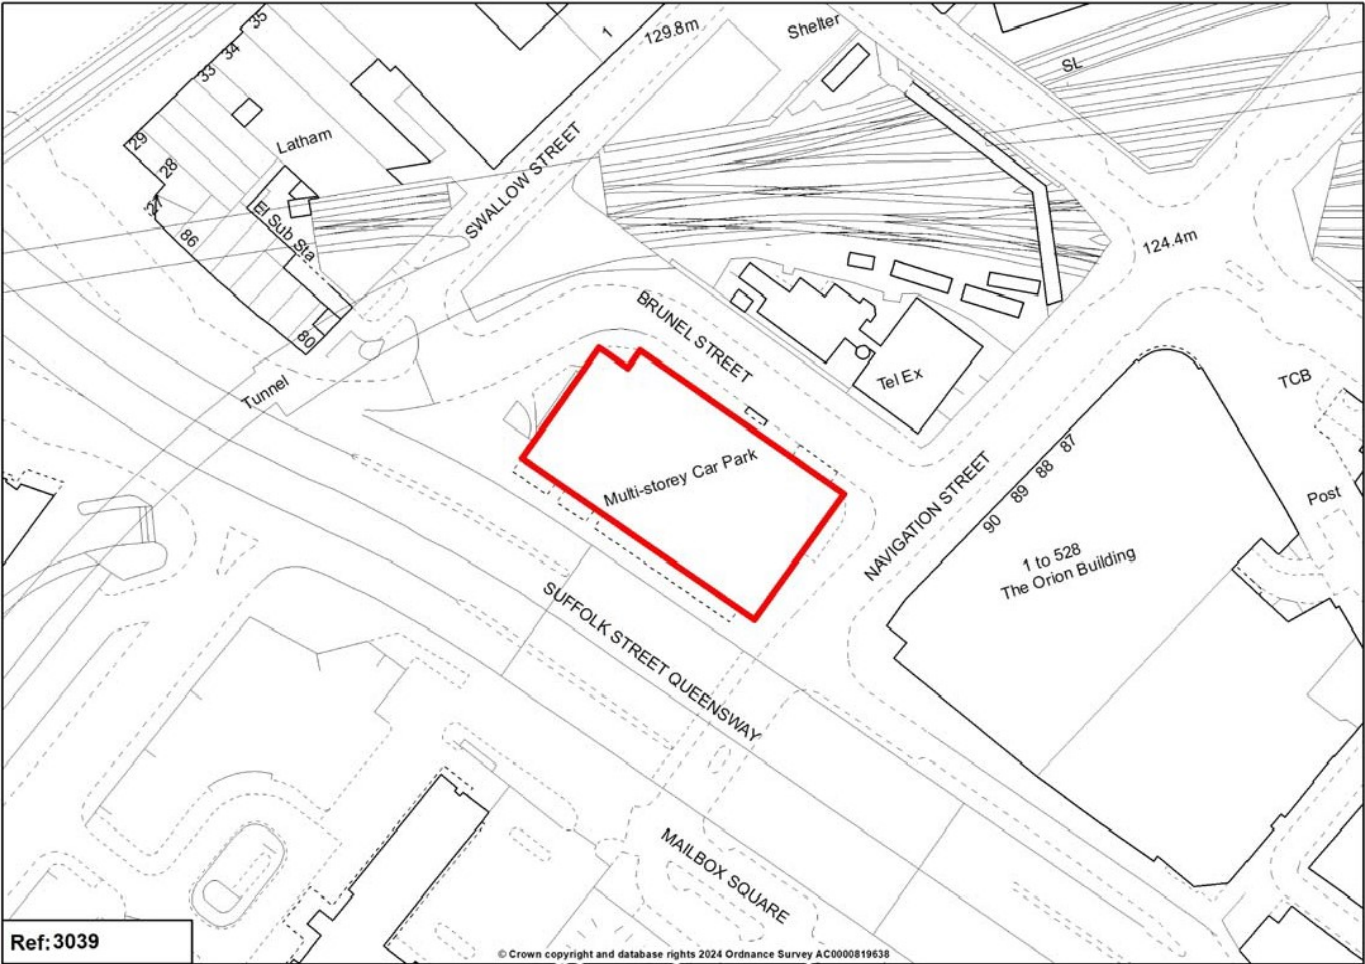 35
34
33
29
28
27
86
80
Latham
El Sub Sta
1
129.8m
Shelter
SL
SWALLOW STREET
124.4m
BRUNEL STREET
Tel Ex
TCB
Tunnel
Multi-storey Car Park
87
88
89
90
Post
NAVIGATION STREET
1 to 528
The Orion Building
SUFFOLK STREET QUEENSWAY
MAILBOX SQUARE
Ref:3039
© Crown copyright and database rights 2024 Ordnance Survey AC0000819638